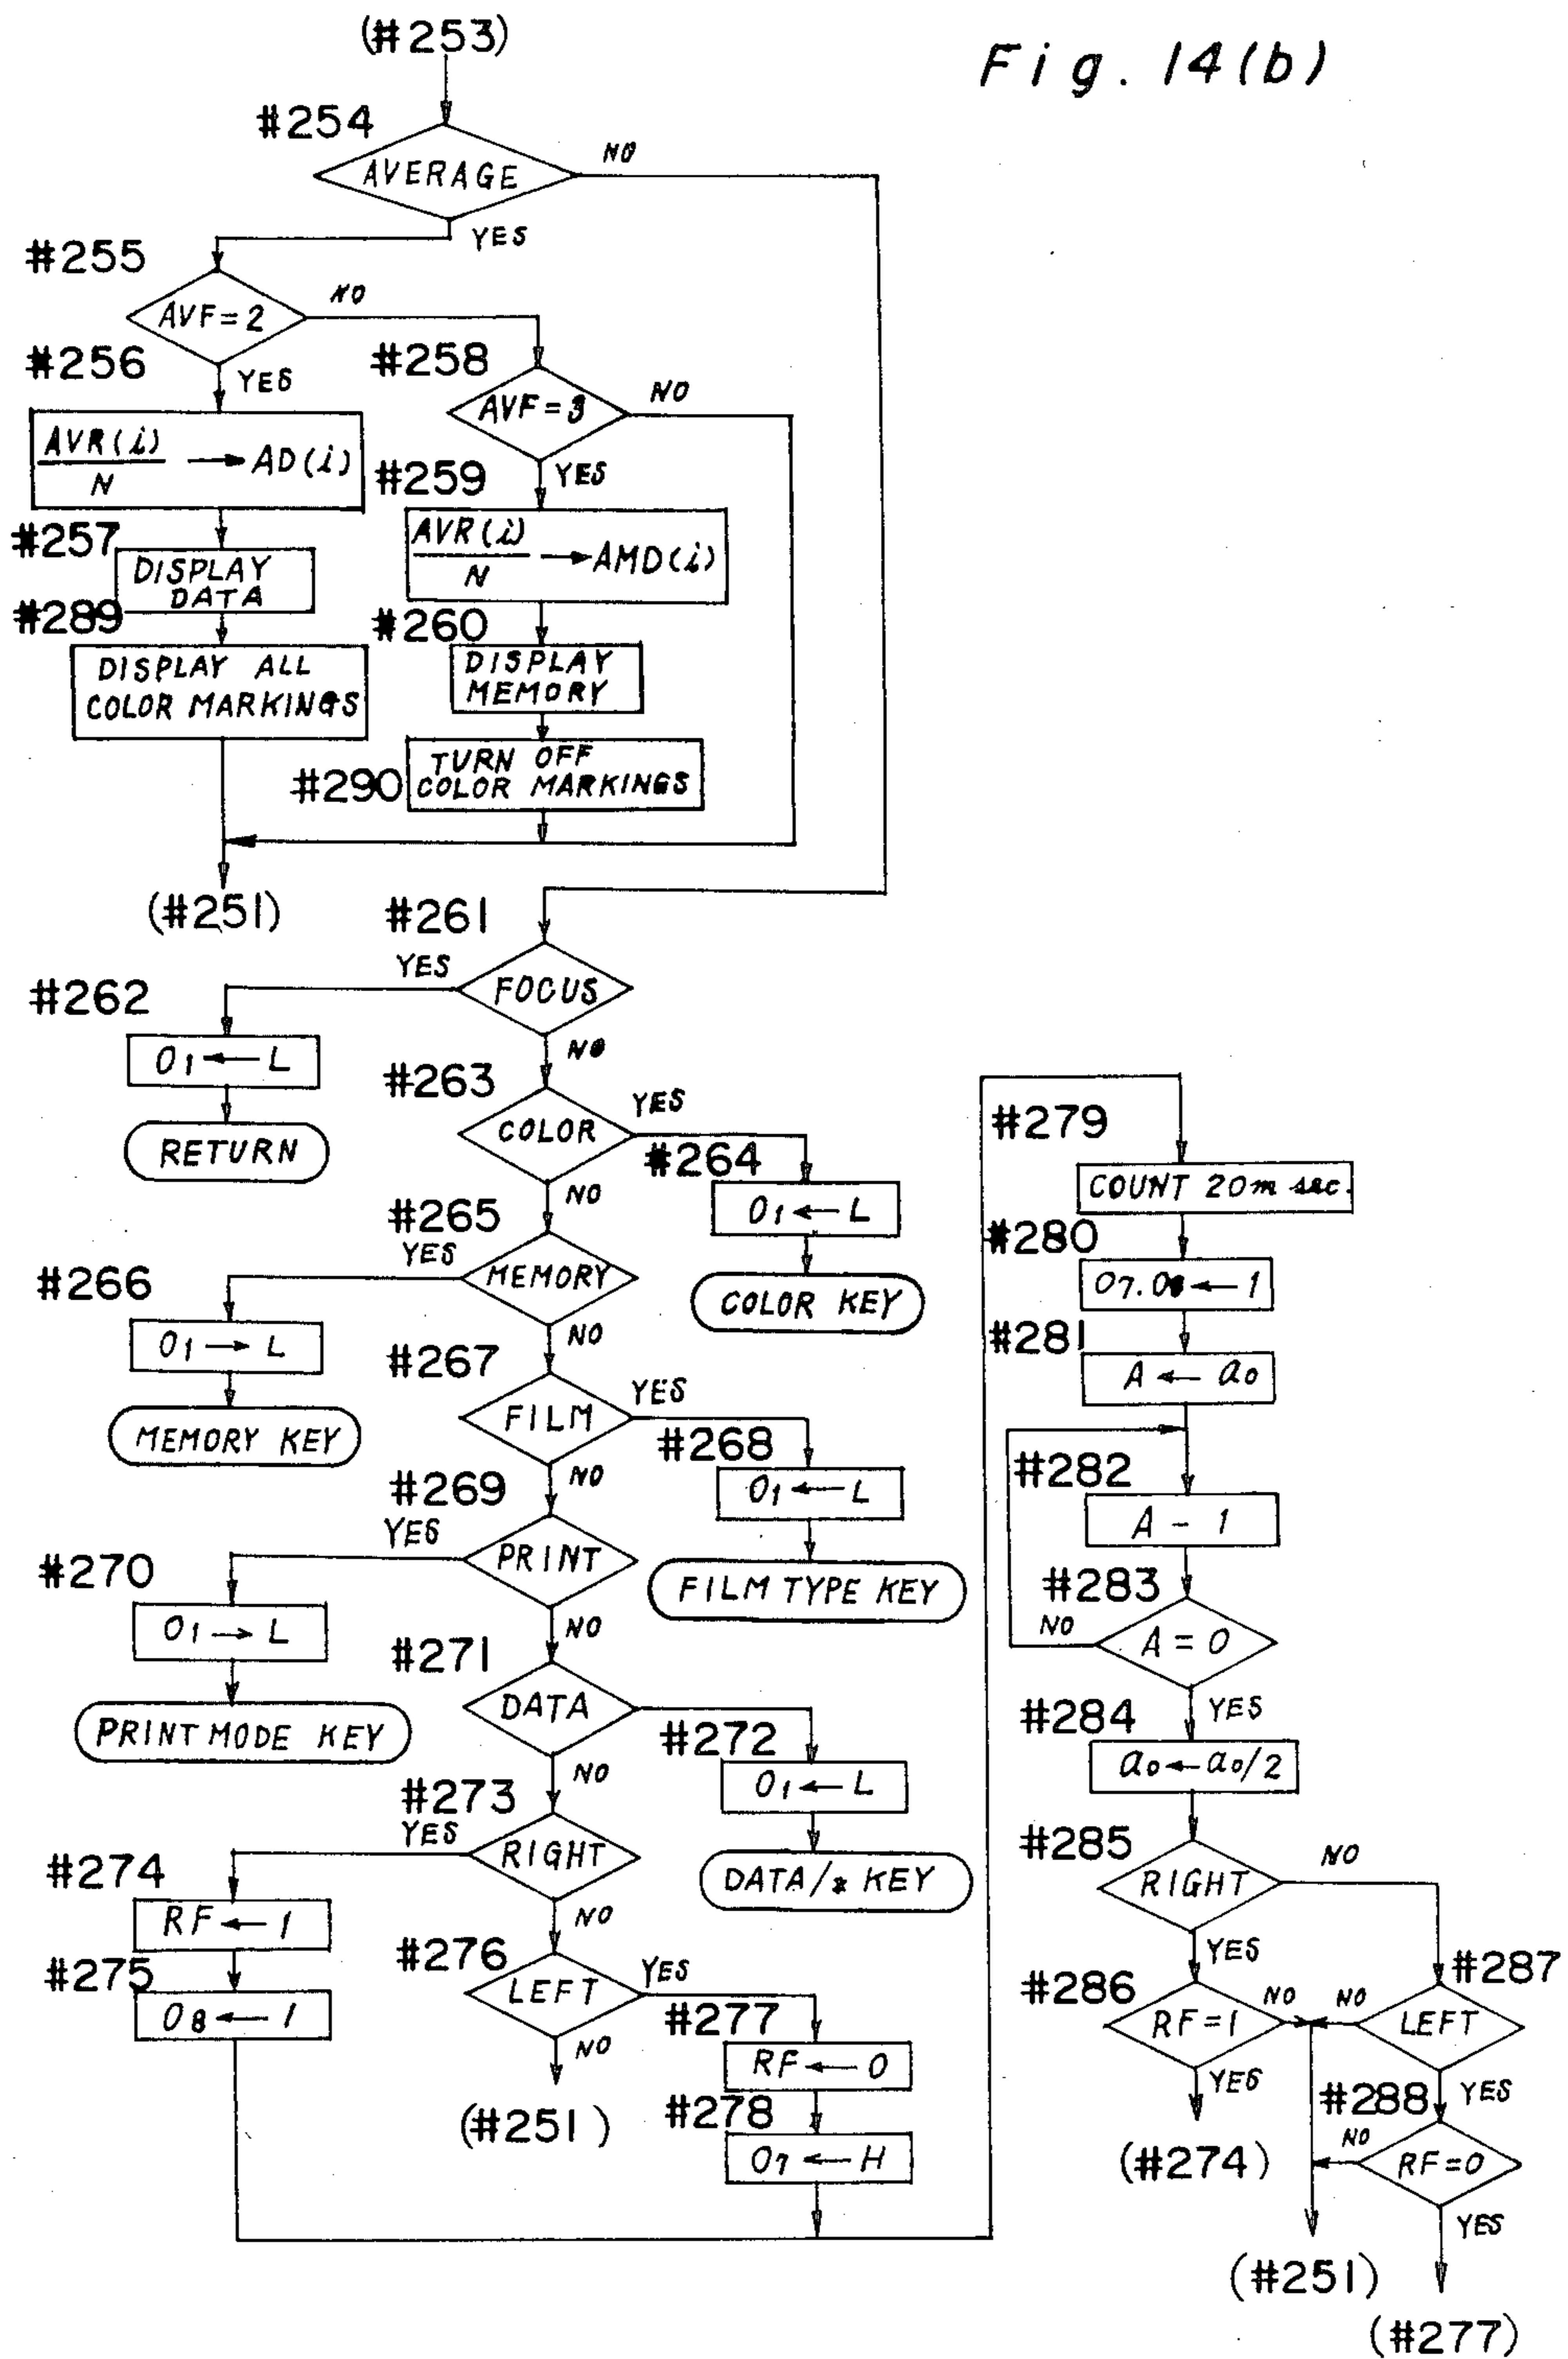 Fig. 14(b)
(#253)
#254
AVERAGE
NO
YES
#255
AVF=2
NO
#256
YES
AVR(i)
N
→ AD(i)
#257
DISPLAY
DATA
#289
DISPLAY ALL
COLOR MARKINGS
#258
AVF=3
NO
#259
YES
AVR(i)
N
→ AMD(i)
#260
DISPLAY
MEMORY
#290
TURN OFF
COLOR MARKINGS
(#251)
#261
YES
FOCUS
NO
#262
O1 ← L
RETURN
#263
COLOR
YES
NO
#264
O1 ← L
COLOR KEY
#265
YES
MEMORY
NO
#266
O1 → L
MEMORY KEY
#267
FILM
YES
NO
#268
O1 ← L
FILM TYPE KEY
#269
YES
PRINT
NO
#270
O1 → L
PRINT MODE KEY
#271
DATA
NO
#272
O1 ← L
DATA/* KEY
#273
YES
RIGHT
NO
#274
RF ← 1
#275
O8 ← 1
#276
LEFT
YES
NO
(#251)
#277
RF ← 0
#278
O7 ← H
#279
COUNT 20m sec.
#280
O7.O8 ← 1
#281
A ← a0
#282
A - 1
#283
NO
A = 0
YES
#284
a0 ← a0/2
#285
RIGHT
NO
YES
#286
RF=1
NO
YES
(#274)
#287
NO
LEFT
YES
#288
NO
RF=0
YES
(#251)
(#277)